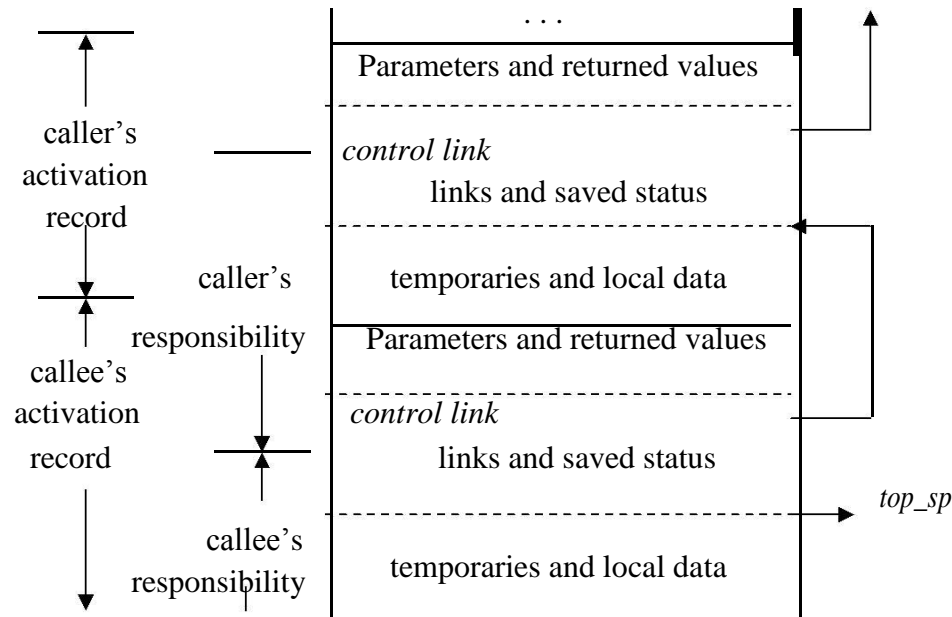 . . .
Parameters and returned values
caller's
activation
record
control link
links and saved status
caller's
responsibility
temporaries and local data
Parameters and returned values
callee's
activation
record
control link
links and saved status
top_sp
callee's
responsibility
temporaries and local data